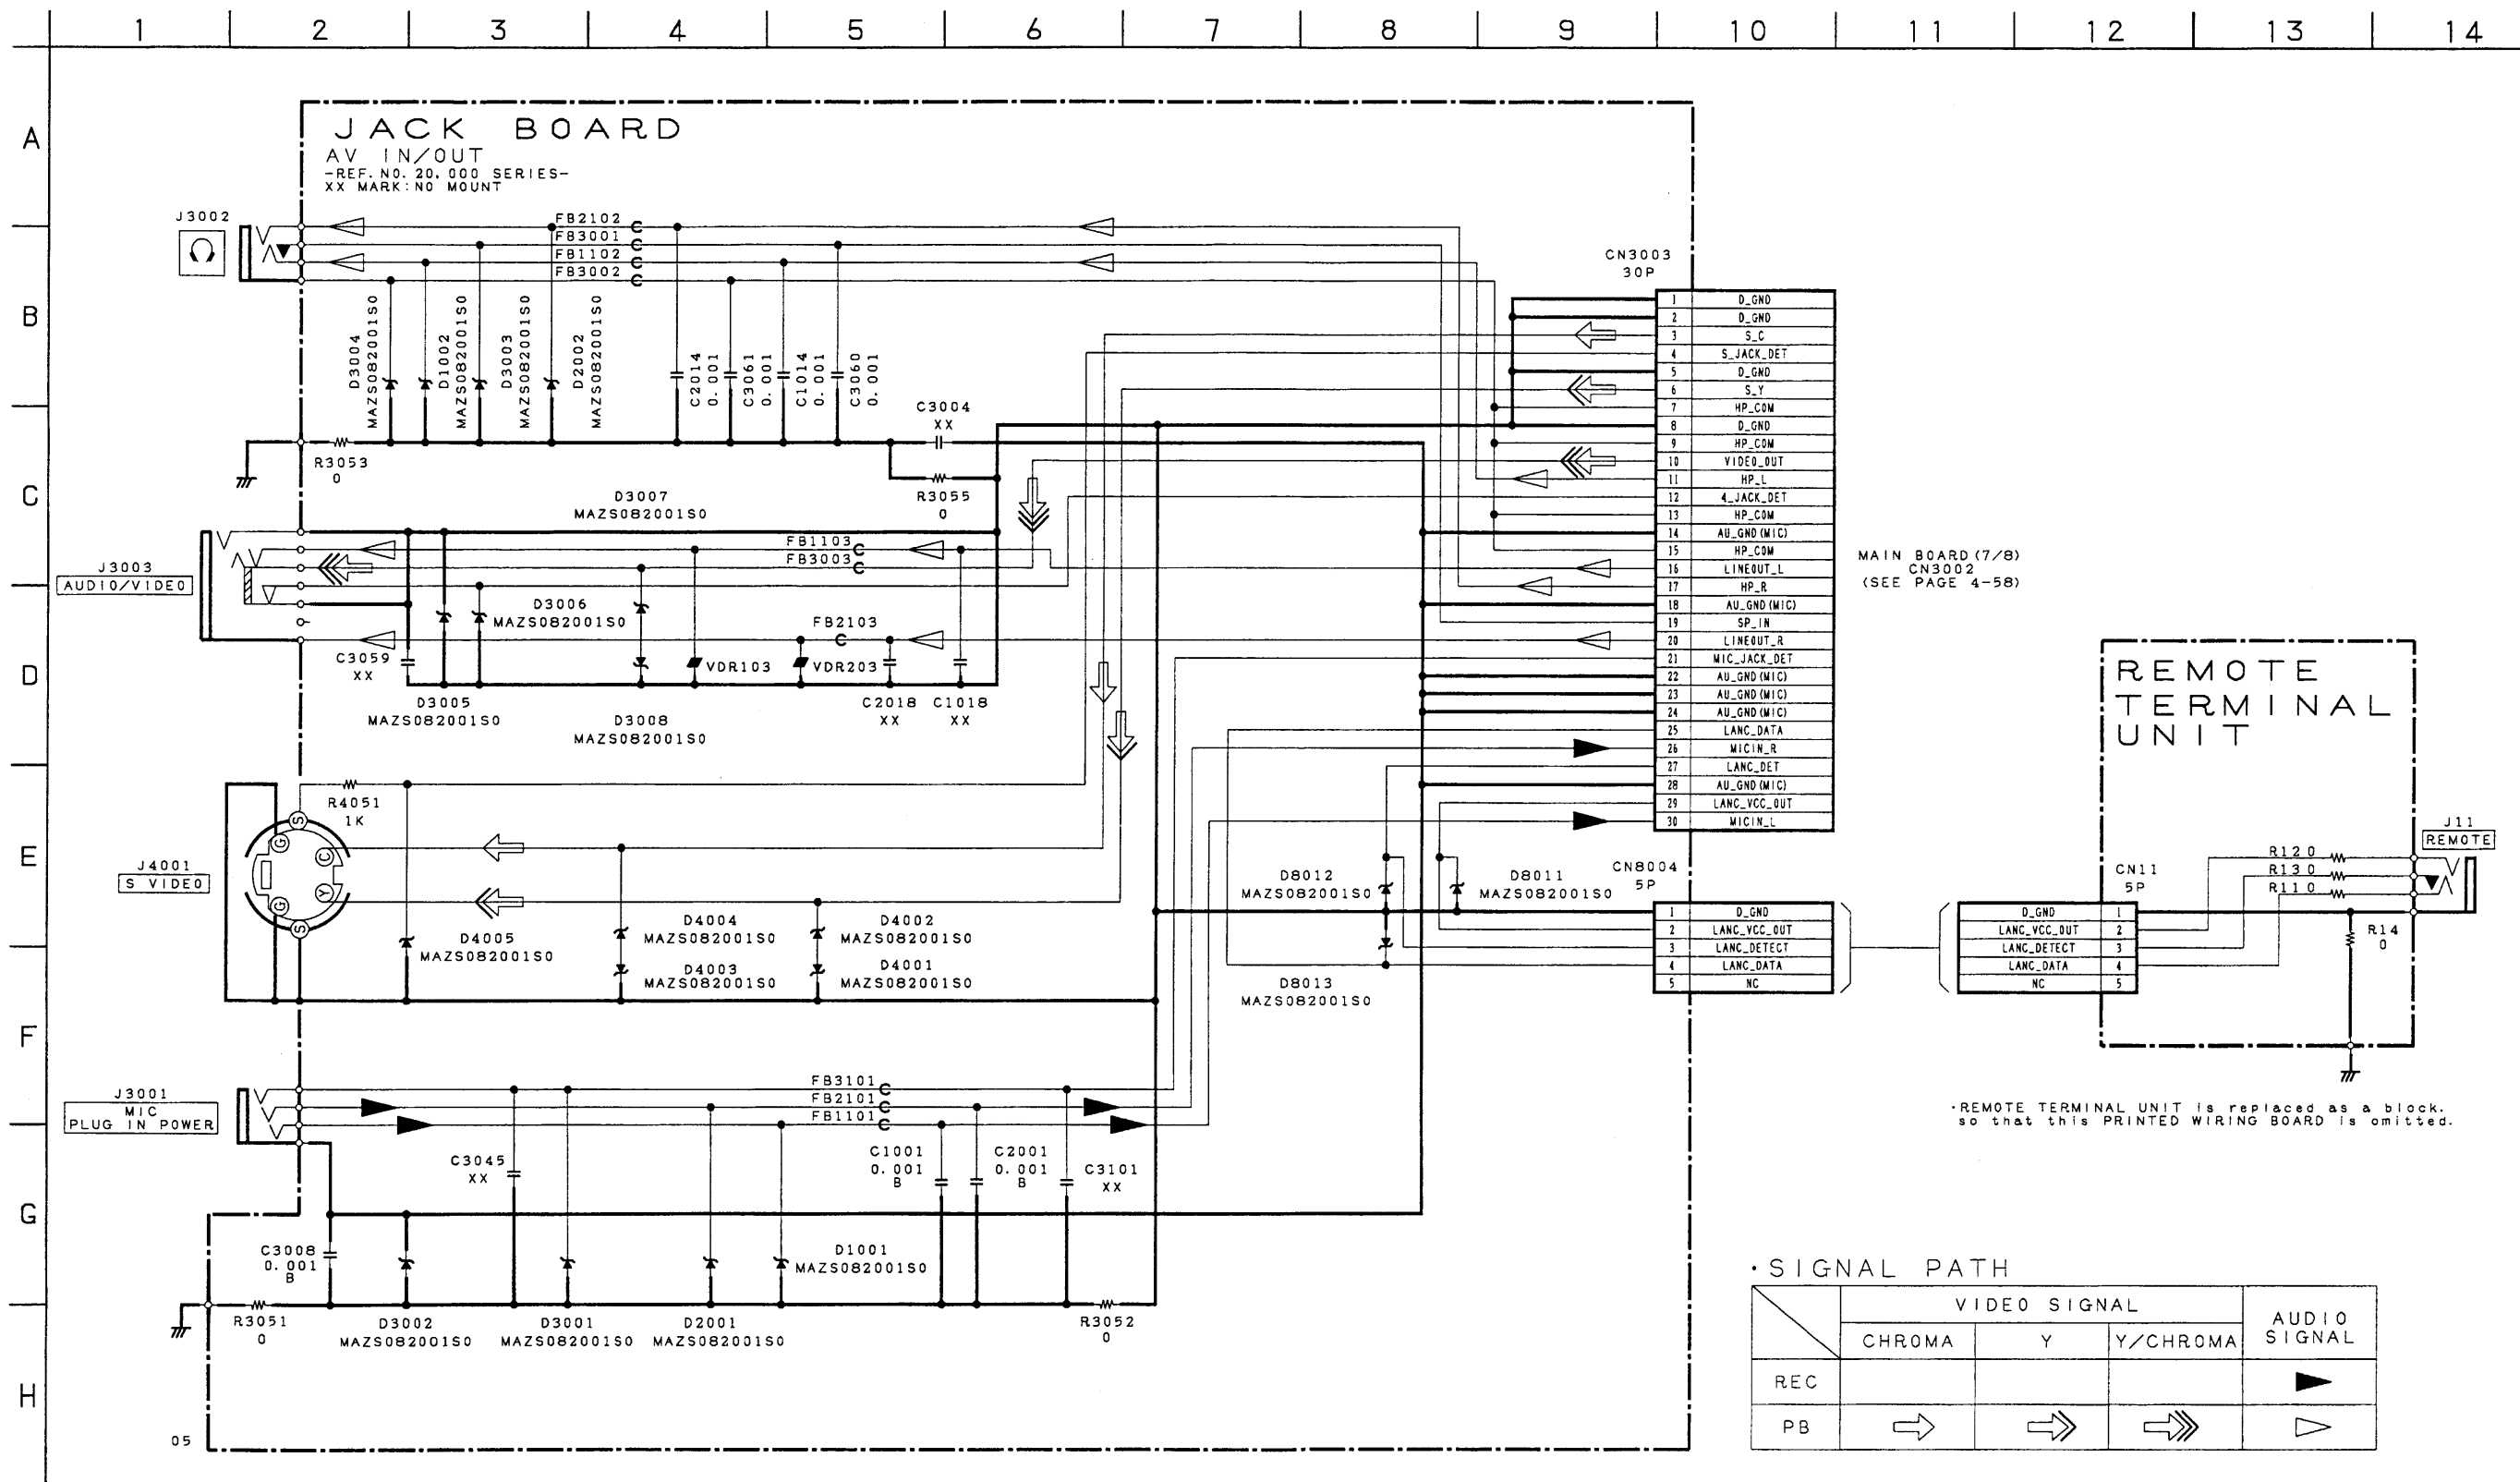 1 2 3 4 5 6 7 8 9 10 11 12 13 14
A
B
C
D
E
F
G
H
JACK BOARD
AV IN/OUT
-REF.NO.20,000 SERIES-
XX MARK:NO MOUNT
J3002
FB2102
FB3001
FB1102
FB3002
D3004
MAZS082001S0
D1002
MAZS082001S0
D3003
MAZS082001S0
D2002
MAZS082001S0
C2014
0.001
C3061
0.001
C1014
0.001
C3060
0.001
C3004
XX
R3053
0
R3055
0
CN3003
30P
1 D_GND
2 D_GND
3 S_C
4 S_JACK_DET
5 D_GND
6 S_Y
7 HP_COM
8 D_GND
9 HP_COM
10 VIDEO_OUT
11 HP_L
12 4_JACK_DET
13 HP_COM
14 AU_GND(MIC)
15 HP_COM
16 LINEOUT_L
17 HP_R
18 AU_GND(MIC)
19 SP_IN
20 LINEOUT_R
21 MIC_JACK_DET
22 AU_GND(MIC)
23 AU_GND(MIC)
24 AU_GND(MIC)
25 LANC_DATA
26 MICIN_R
27 LANC_DET
28 AU_GND(MIC)
29 LANC_VCC_OUT
30 MICIN_L
MAIN BOARD(7/8)
CN3002
(SEE PAGE 4-58)
D3007
MAZS082001S0
J3003
AUDIO/VIDEO
FB1103
FB3003
D3006
MAZS082001S0
FB2103
C3059
XX
VDR103
VDR203
D3005
MAZS082001S0
D3008
MAZS082001S0
C2018
XX
C1018
XX
R4051
1K
J4001
S VIDEO
S
G
C
Y
G
S
D4005
MAZS082001S0
D4004
MAZS082001S0
D4003
MAZS082001S0
D4002
MAZS082001S0
D4001
MAZS082001S0
D8012
MAZS082001S0
D8011
MAZS082001S0
D8013
MAZS082001S0
CN8004
5P
1 D_GND
2 LANC_VCC_OUT
3 LANC_DETECT
4 LANC_DATA
5 NC
REMOTE
TERMINAL
UNIT
CN11
5P
D_GND 1
LANC_VCC_OUT 2
LANC_DETECT 3
LANC_DATA 4
NC 5
R12 0
R13 0
R11 0
R14
0
J11
REMOTE
·REMOTE TERMINAL UNIT is replaced as a block.
so that this PRINTED WIRING BOARD is omitted.
J3001
MIC
PLUG IN POWER
FB3101
FB2101
FB1101
C3045
XX
C1001
0.001
B
C2001
0.001
B
C3101
XX
C3008
0.001
B
D1001
MAZS082001S0
R3051
0
D3002
MAZS082001S0
D3001
MAZS082001S0
D2001
MAZS082001S0
R3052
0
05
·SIGNAL PATH
VIDEO SIGNAL
AUDIO
SIGNAL
CHROMA Y Y/CHROMA
REC
PB